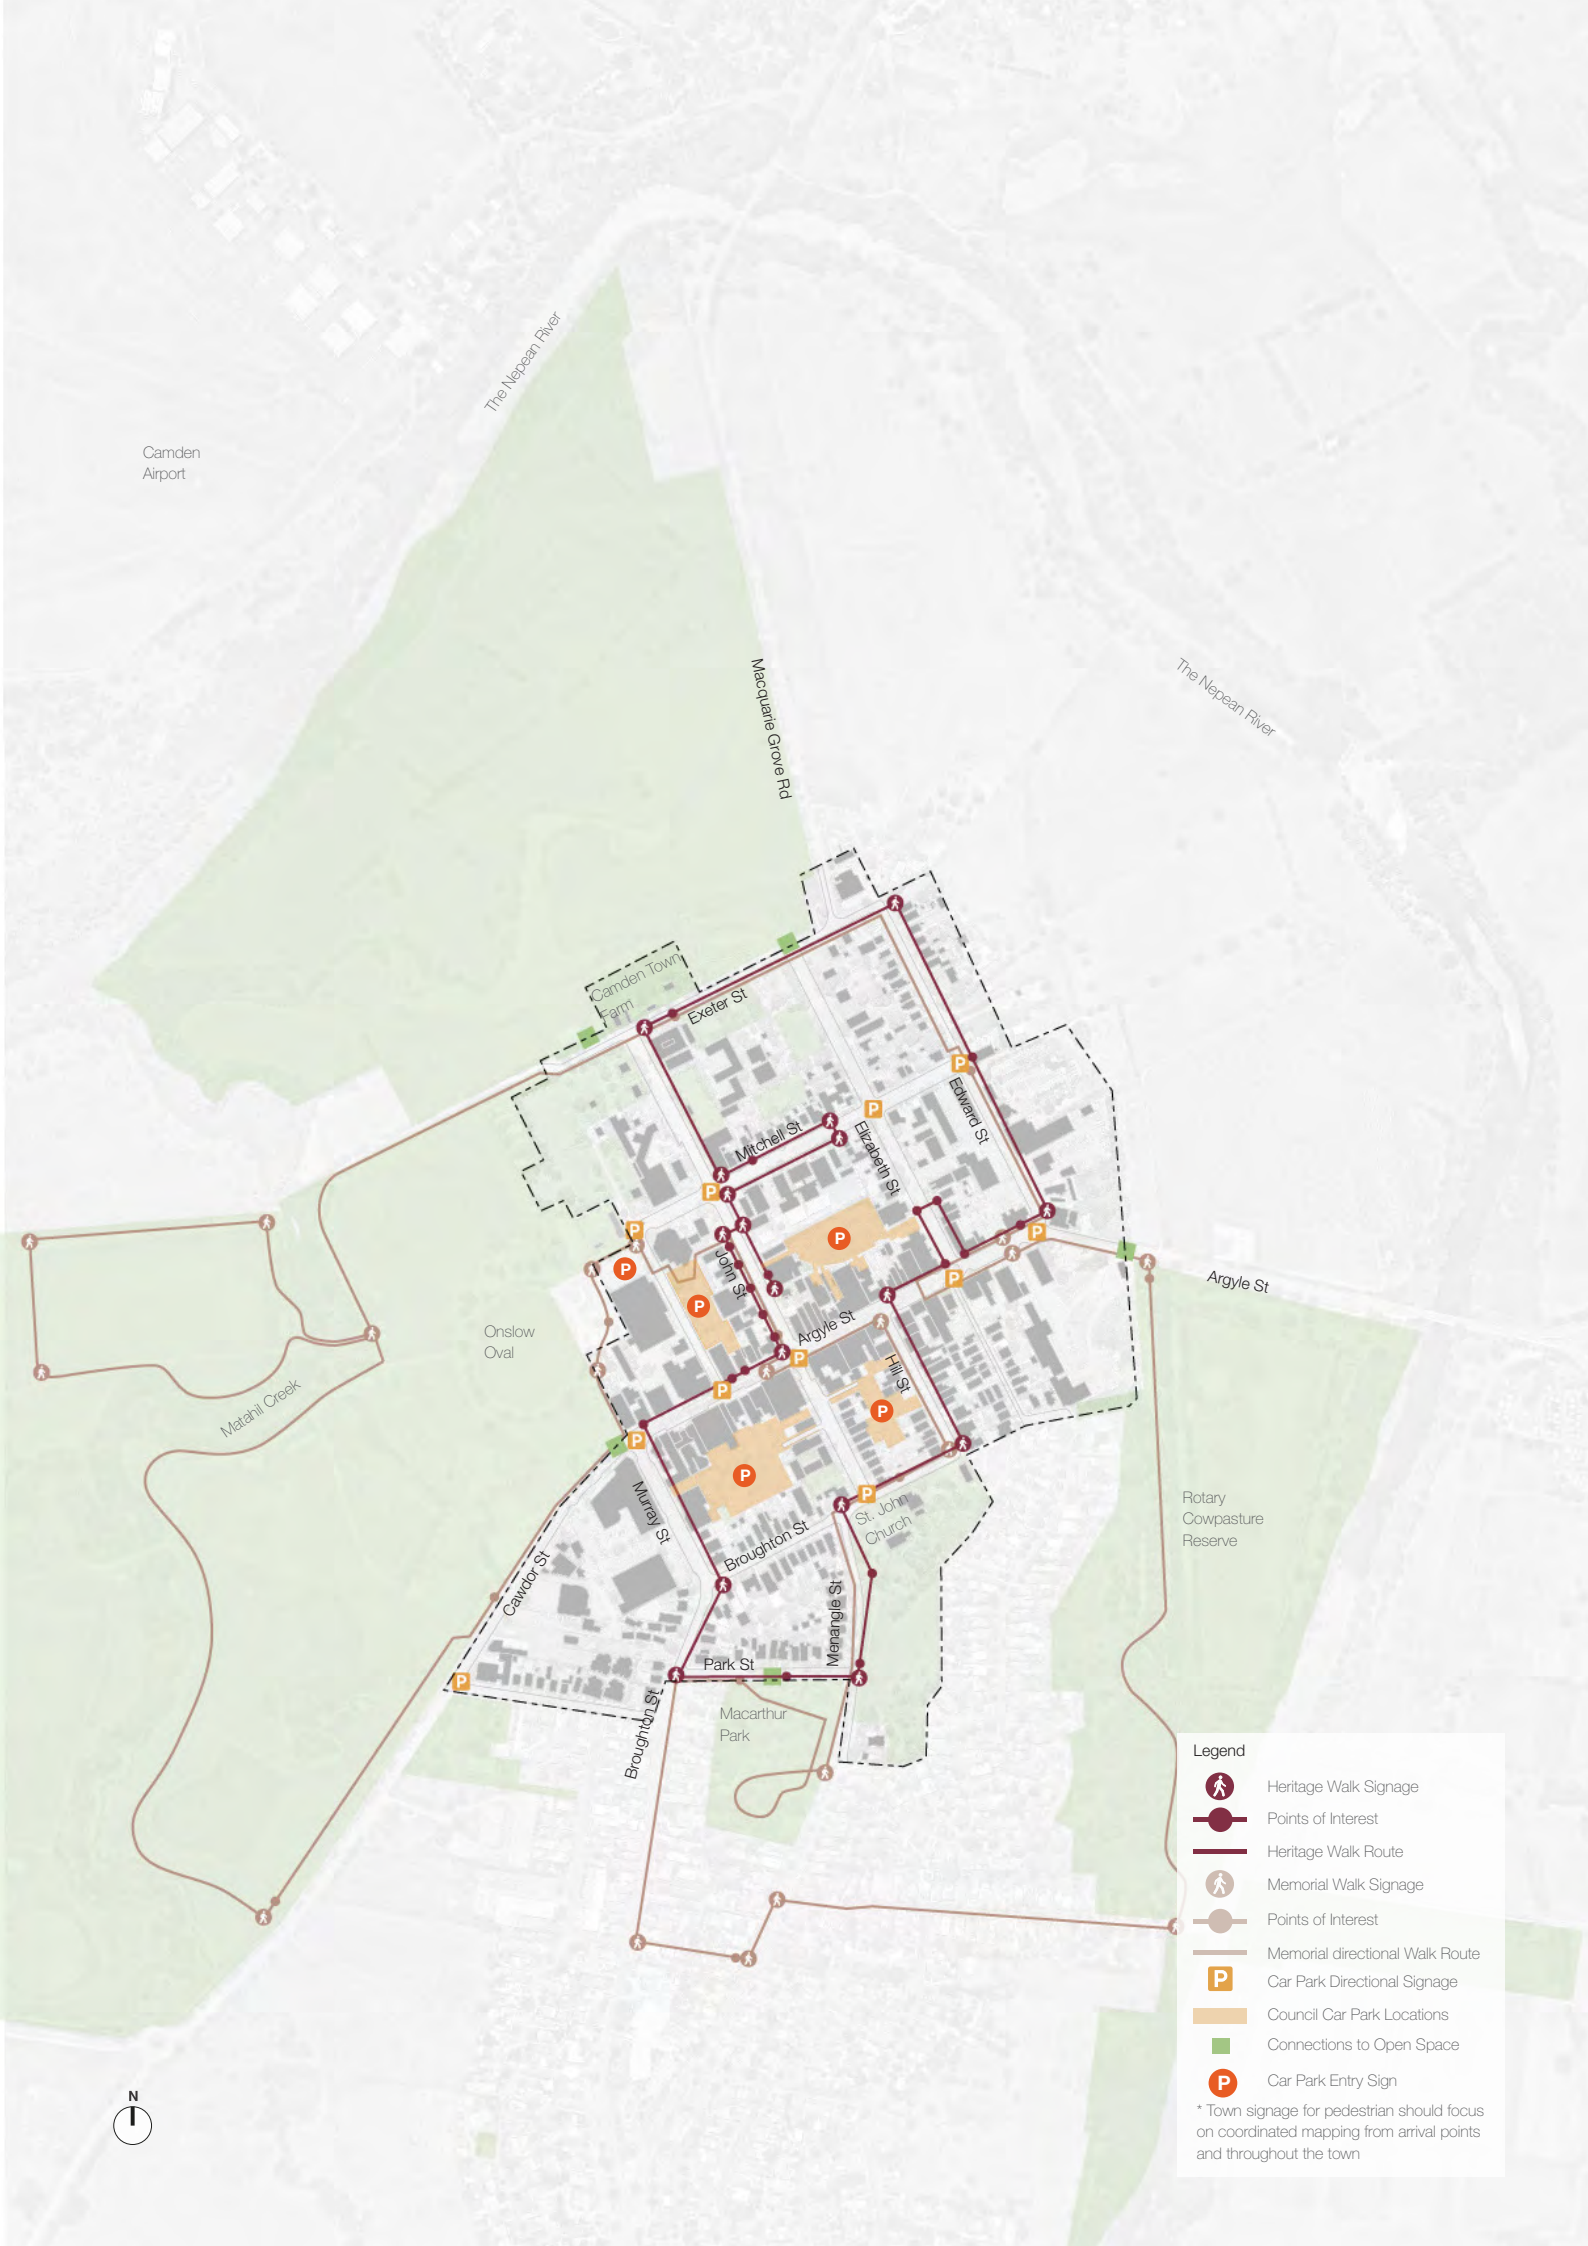 The Nepean River
Camden
Airport
Macquarie Grove Rd
The Nepean River
Camden Town
Farm
Exeter St
Edward St
Mitchell St
Elizabeth St
P
P
P
P
P
P
P
John St
Argyle St
P
P
P
Onslow
Oval
Argyle St
P
P
Hill St
Matahil Creek
P
P
P
Murray St
P
St. John
Church
Rotary
Cowpasture
Reserve
Broughton St
Cawdor St
Menangle St
Park St
P
Broughton St
Macarthur
Park
Legend
Heritage Walk Signage
Points of Interest
Heritage Walk Route
Memorial Walk Signage
Points of Interest
Memorial directional Walk Route
P Car Park Directional Signage
Council Car Park Locations
Connections to Open Space
P Car Park Entry Sign
* Town signage for pedestrian should focus
on coordinated mapping from arrival points
and throughout the town
N